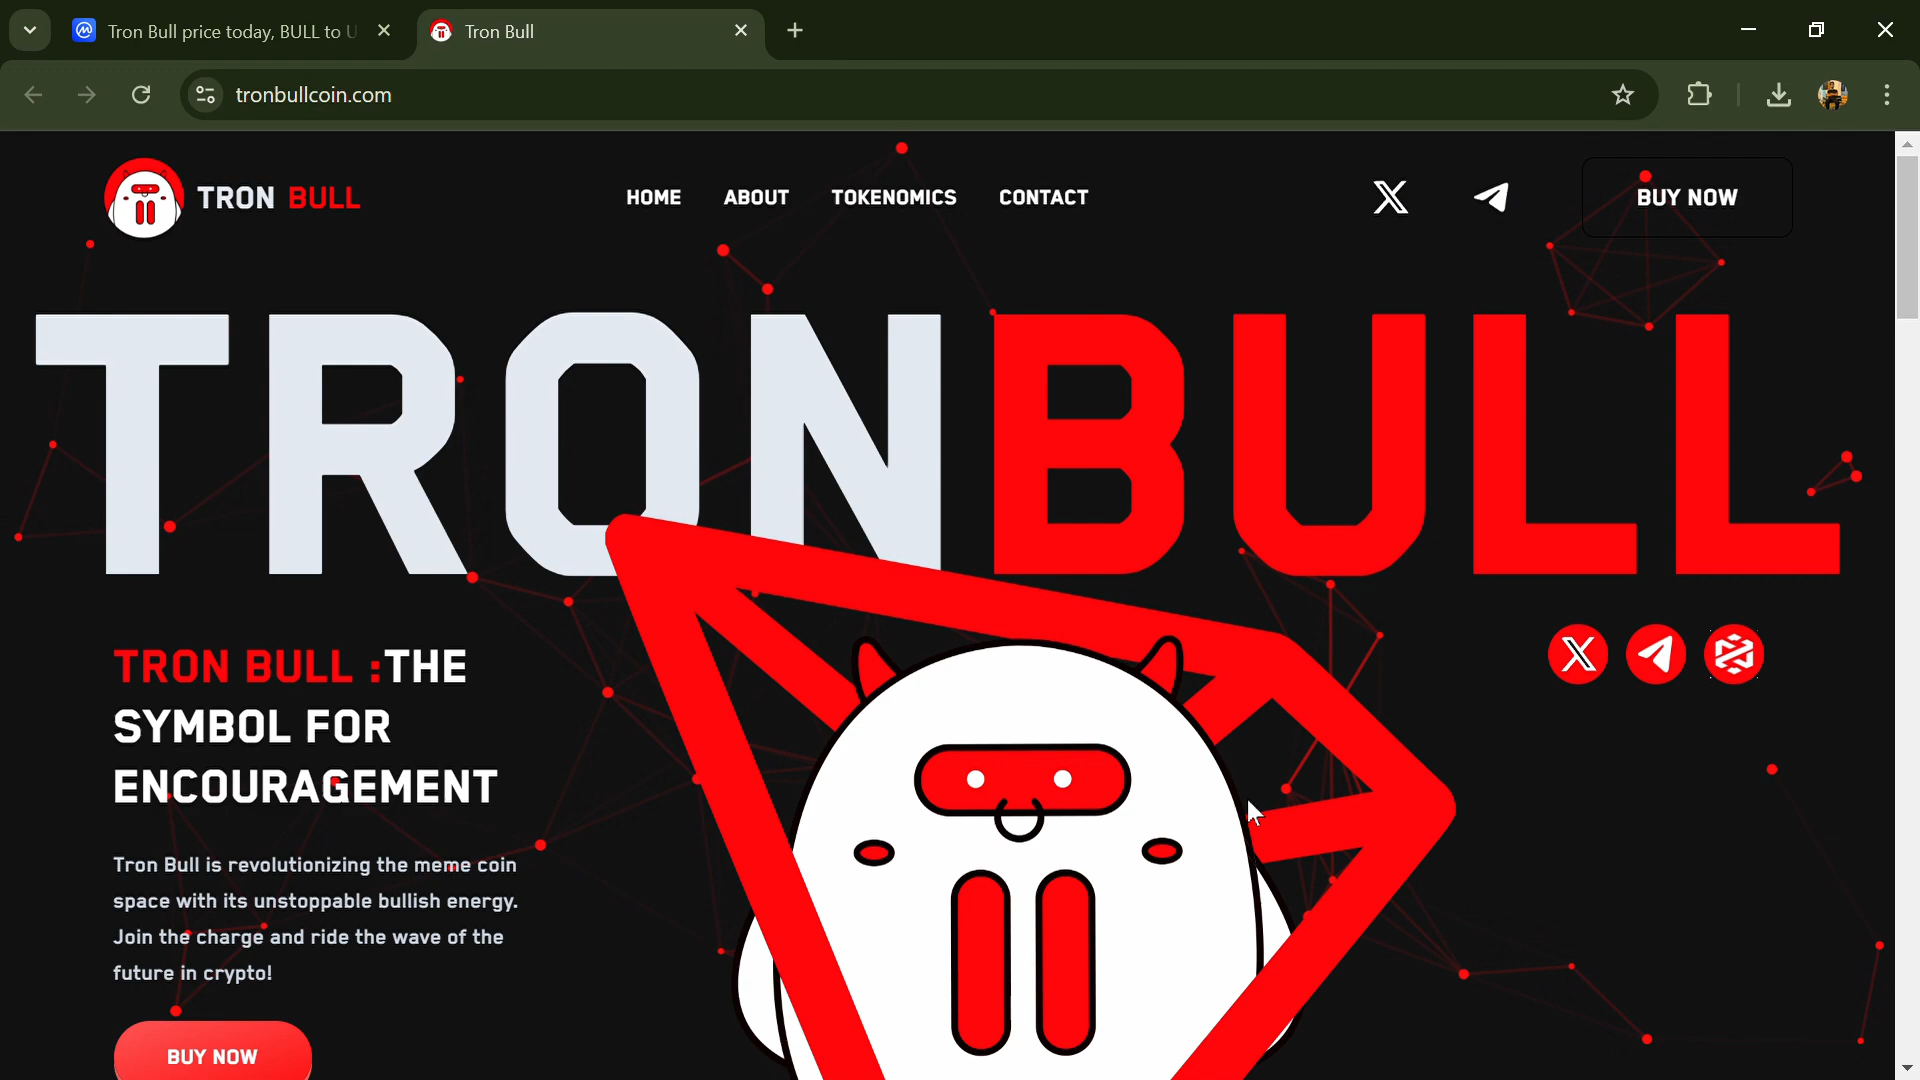 Tron Bull price today, BULL to U
Tron Bull
tronbullcoin.com
TRON BULL
HOME ABOUT TOKENOMICS CONTACT
BUY NOW
TRONBULL
TRON BULL :THE
SYMBOL FOR
ENCOURAGEMENT
Tron Bull is revolutionizing the meme coin
space with its unstoppable bullish energy.
Join the charge and ride the wave of the
future in crypto!
BUY NOW